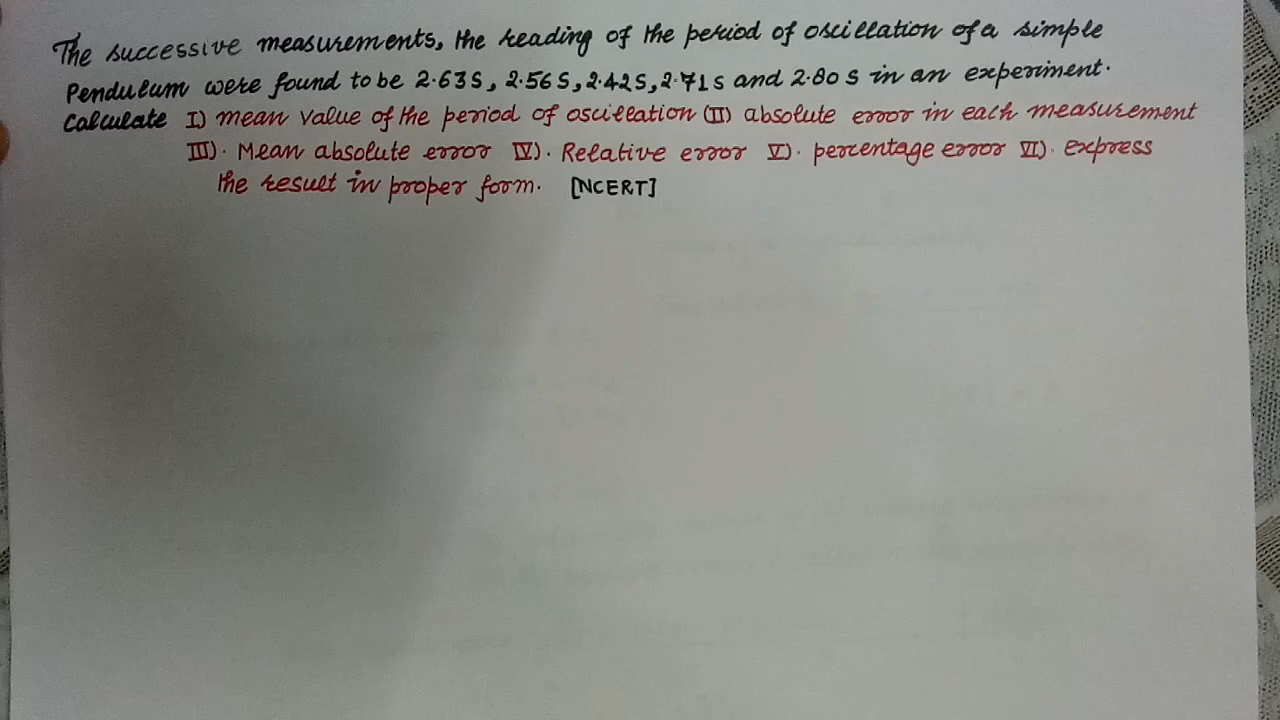 The successive measurements, the reading of the period of oscillation of a simple
Pendulum were found to be 2.63S, 2.56S, 2.42S, 2.71s and 2.80 s in an experiment.
Calculate I) mean value of the period of oscillation (II) absolute error in each measurement
III). Mean absolute error IV). Relative error V). percentage error VI). express
the result in proper form. [NCERT]